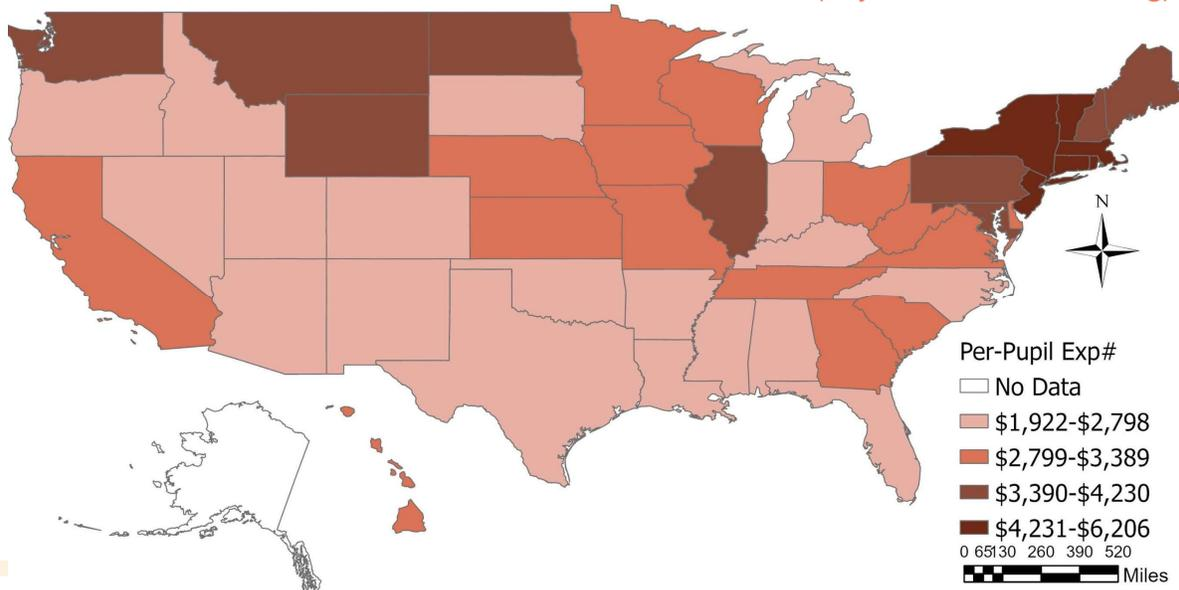 N
Per-Pupil Exp#
No Data
$1,922-$2,798
$2,799-$3,389
$3,390-$4,230
$4,231-$6,206
0 65130 260 390 520
Miles